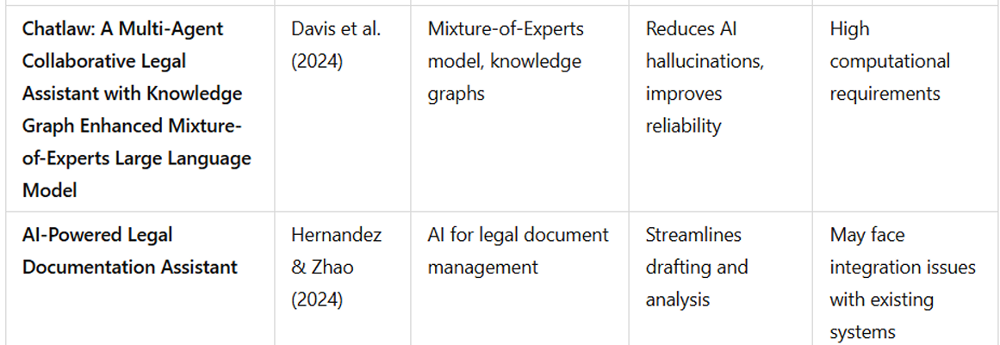 Chatlaw: A Multi-Agent
Collaborative Legal
Assistant with Knowledge
Graph Enhanced Mixture-
of-Experts Large Language
Model
Davis et al.
(2024)
Mixture-of-Experts
model, knowledge
graphs
Reduces AI
hallucinations,
improves
reliability
High
computational
requirements
AI-Powered Legal
Documentation Assistant
Hernandez
& Zhao
(2024)
AI for legal document
management
Streamlines
drafting and
analysis
May face
integration issues
with existing
systems